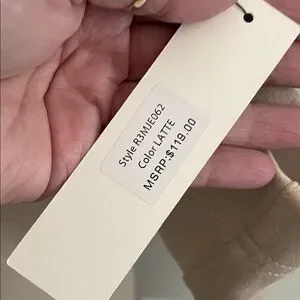 Style R3MJE062
Color LATTE
MSRP:$119.00